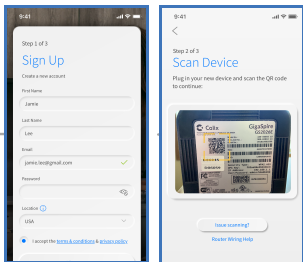 9:41
Step 1 of 3
Sign Up
Create a new account
First Name
Jamie
Last Name
Lee
Email
jamie.lee@gmail.com
Password
Location
USA
I accept the terms & conditions & privacy policy
9:41
Step 2 of 3
Scan Device
Plug in your new device and scan the QR code
to continue:
Calix
GigaSpire
GS2026E
Issue scanning?
Router Wiring Help